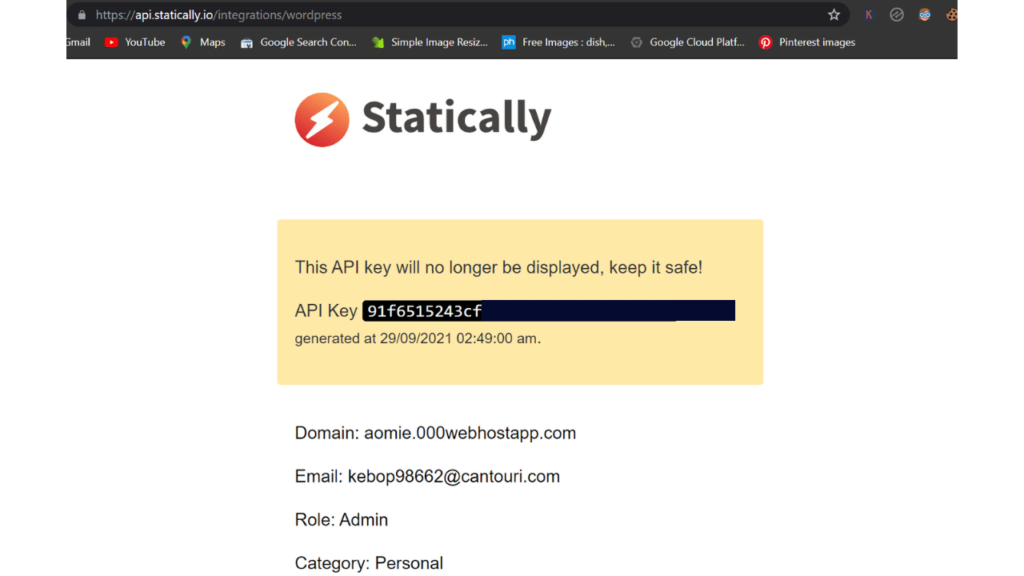 https://api.statically.io/integrations/wordpress
Gmail YouTube Maps Google Search Con... Simple Image Resiz... ph Free Images : dish,... Google Cloud Platf... Pinterest images
Statically
This API key will no longer be displayed, keep it safe!
API Key 91f6515243cf
generated at 29/09/2021 02:49:00 am.
Domain: aomie.000webhostapp.com
Email: kebop98662@cantouri.com
Role: Admin
Category: Personal